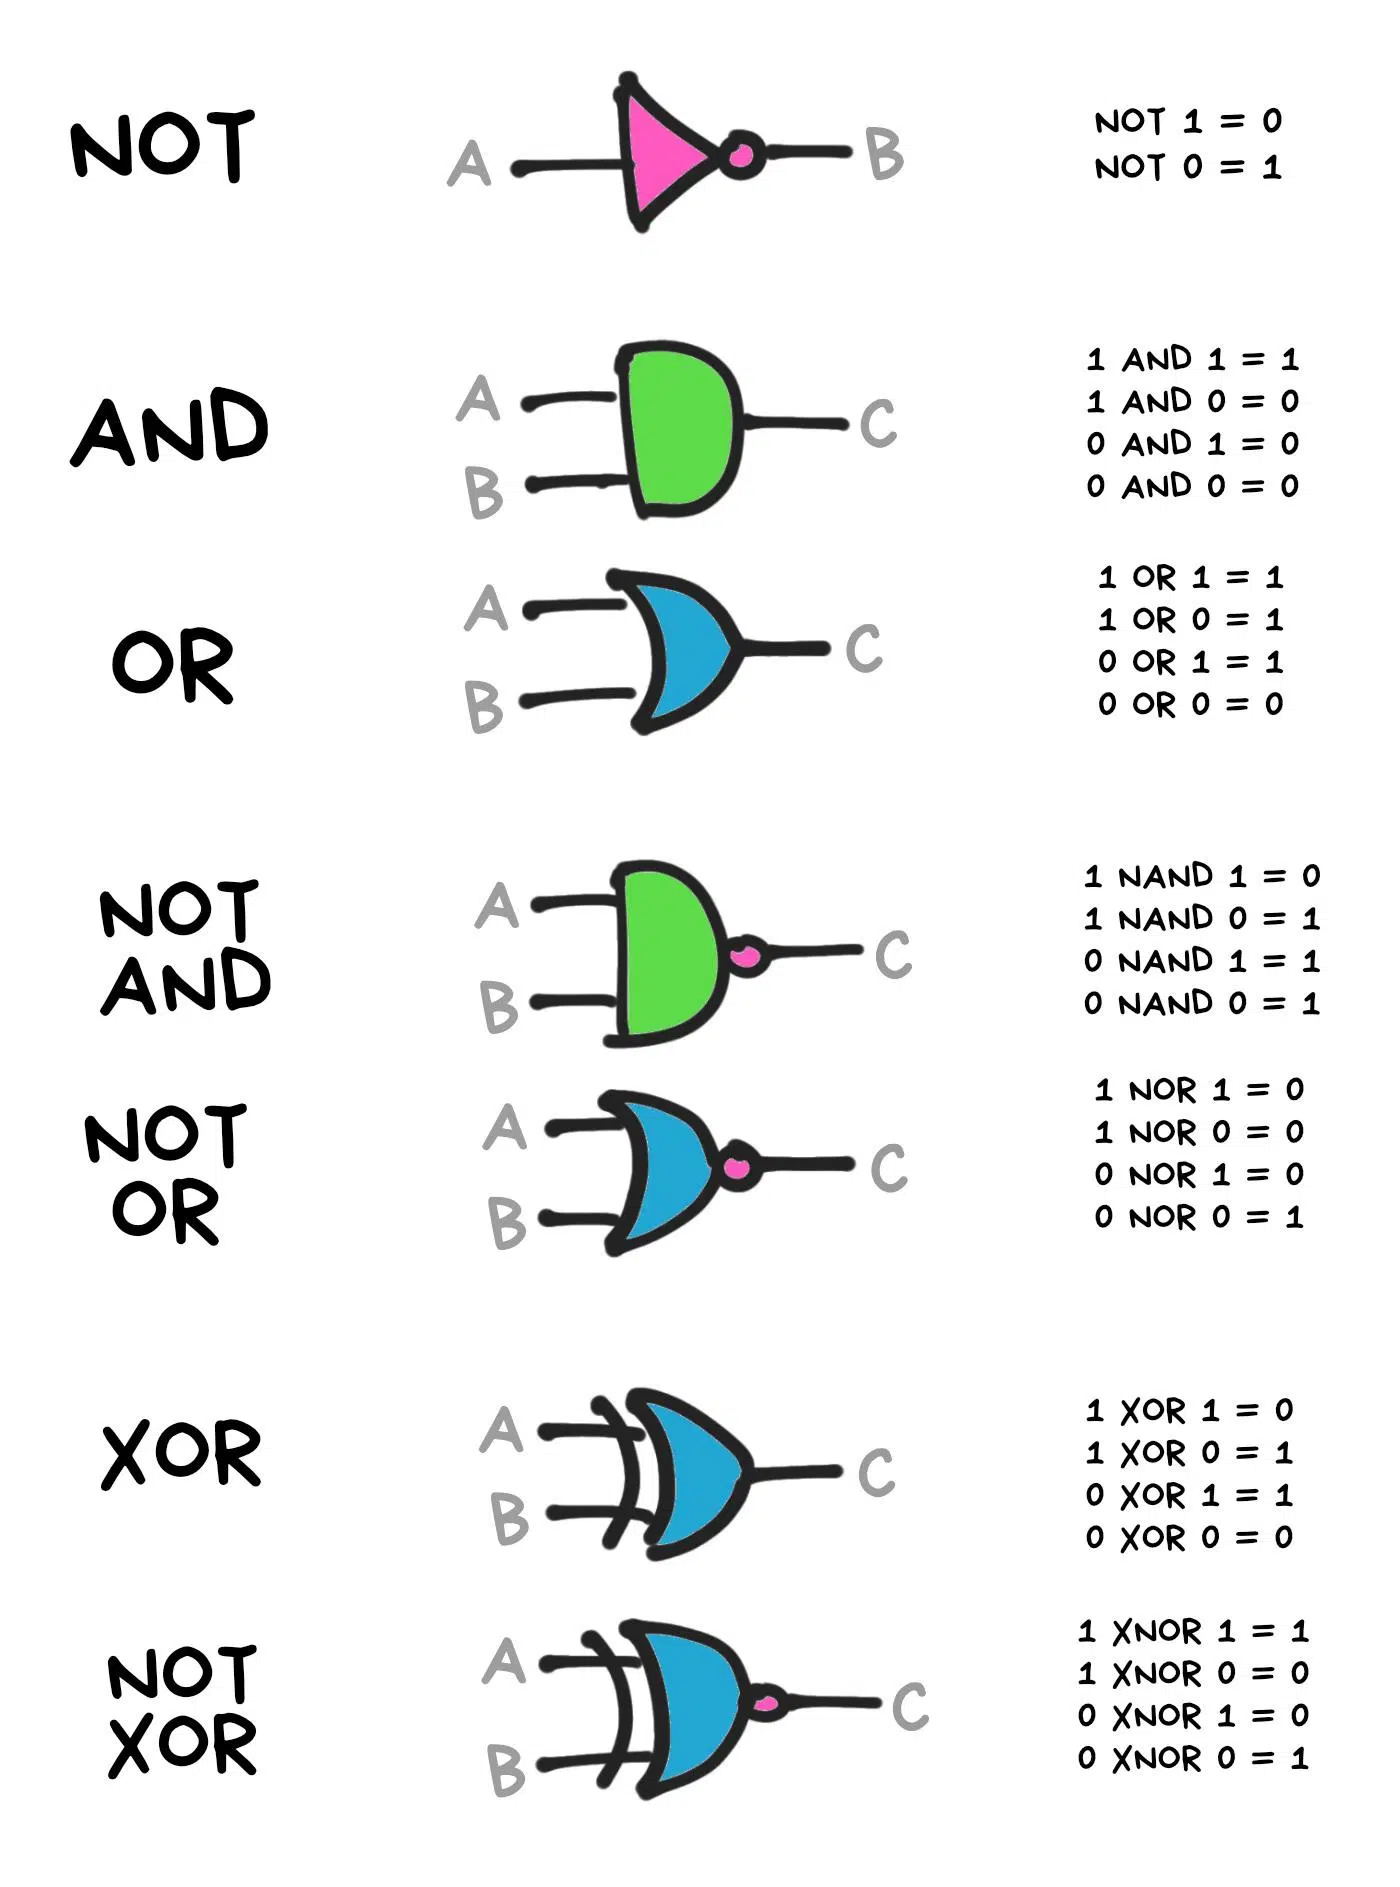 NOT
A
B
NOT 1 = 0
NOT 0 = 1
AND
A
B
C
1 AND 1 = 1
1 AND 0 = 0
0 AND 1 = 0
0 AND 0 = 0
OR
A
B
C
1 OR 1 = 1
1 OR 0 = 1
0 OR 1 = 1
0 OR 0 = 0
NOT
AND
A
B
C
1 NAND 1 = 0
1 NAND 0 = 1
0 NAND 1 = 1
0 NAND 0 = 1
NOT
OR
A
B
C
1 NOR 1 = 0
1 NOR 0 = 0
0 NOR 1 = 0
0 NOR 0 = 1
XOR
A
B
C
1 XOR 1 = 0
1 XOR 0 = 1
0 XOR 1 = 1
0 XOR 0 = 0
NOT
XOR
A
B
C
1 XNOR 1 = 1
1 XNOR 0 = 0
0 XNOR 1 = 0
0 XNOR 0 = 1